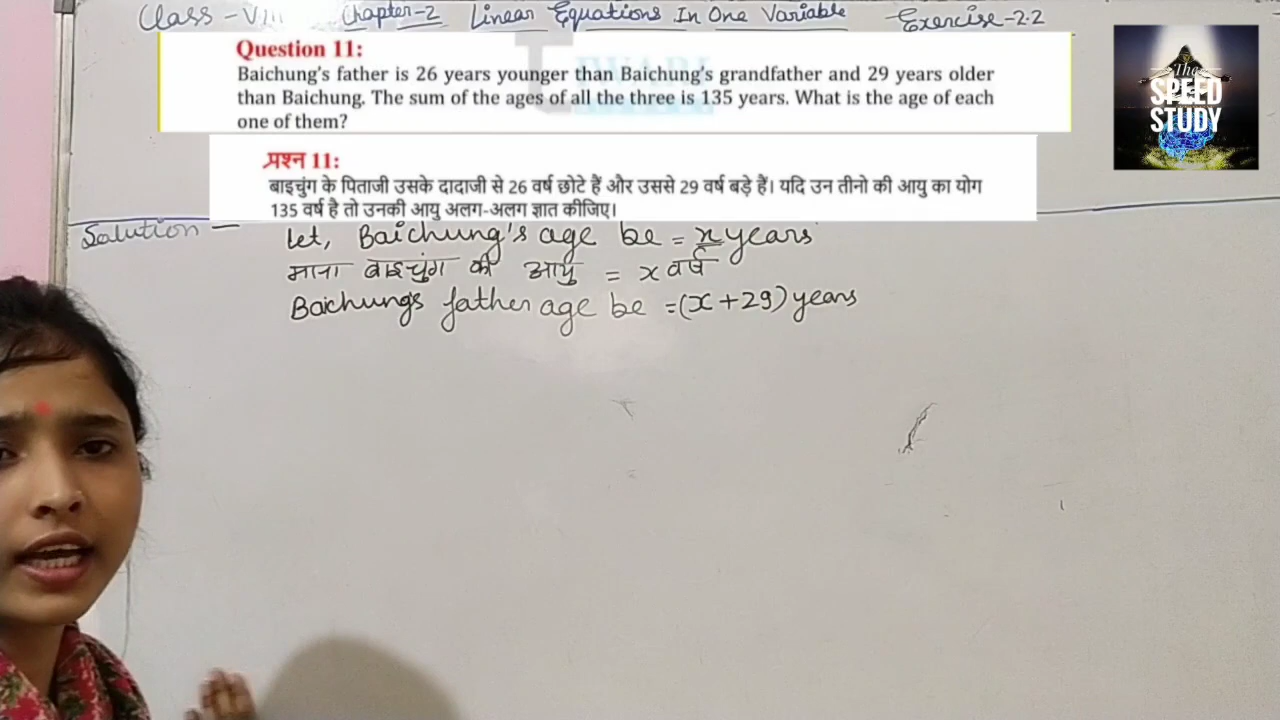 Class - VIII Chapter-2 Linear Equations In One Variable Exercise-2.2
Question 11:
Baichung's father is 26 years younger than Baichung's grandfather and 29 years older
than Baichung. The sum of the ages of all the three is 135 years. What is the age of each
one of them?
The
SPEED
STUDY
प्रश्न 11:
बाइचुंग के पिताजी उसके दादाजी से 26 वर्ष छोटे हैं और उससे 29 वर्ष बड़े हैं। यदि उन तीनो की आयु का योग
135 वर्ष है तो उनकी आयु अलग-अलग ज्ञात कीजिए।
Solution -
Let, Baichung's age be = x years
माना बाइचुंग की आयु = x वर्ष
Baichung's father age be =(x+29) years